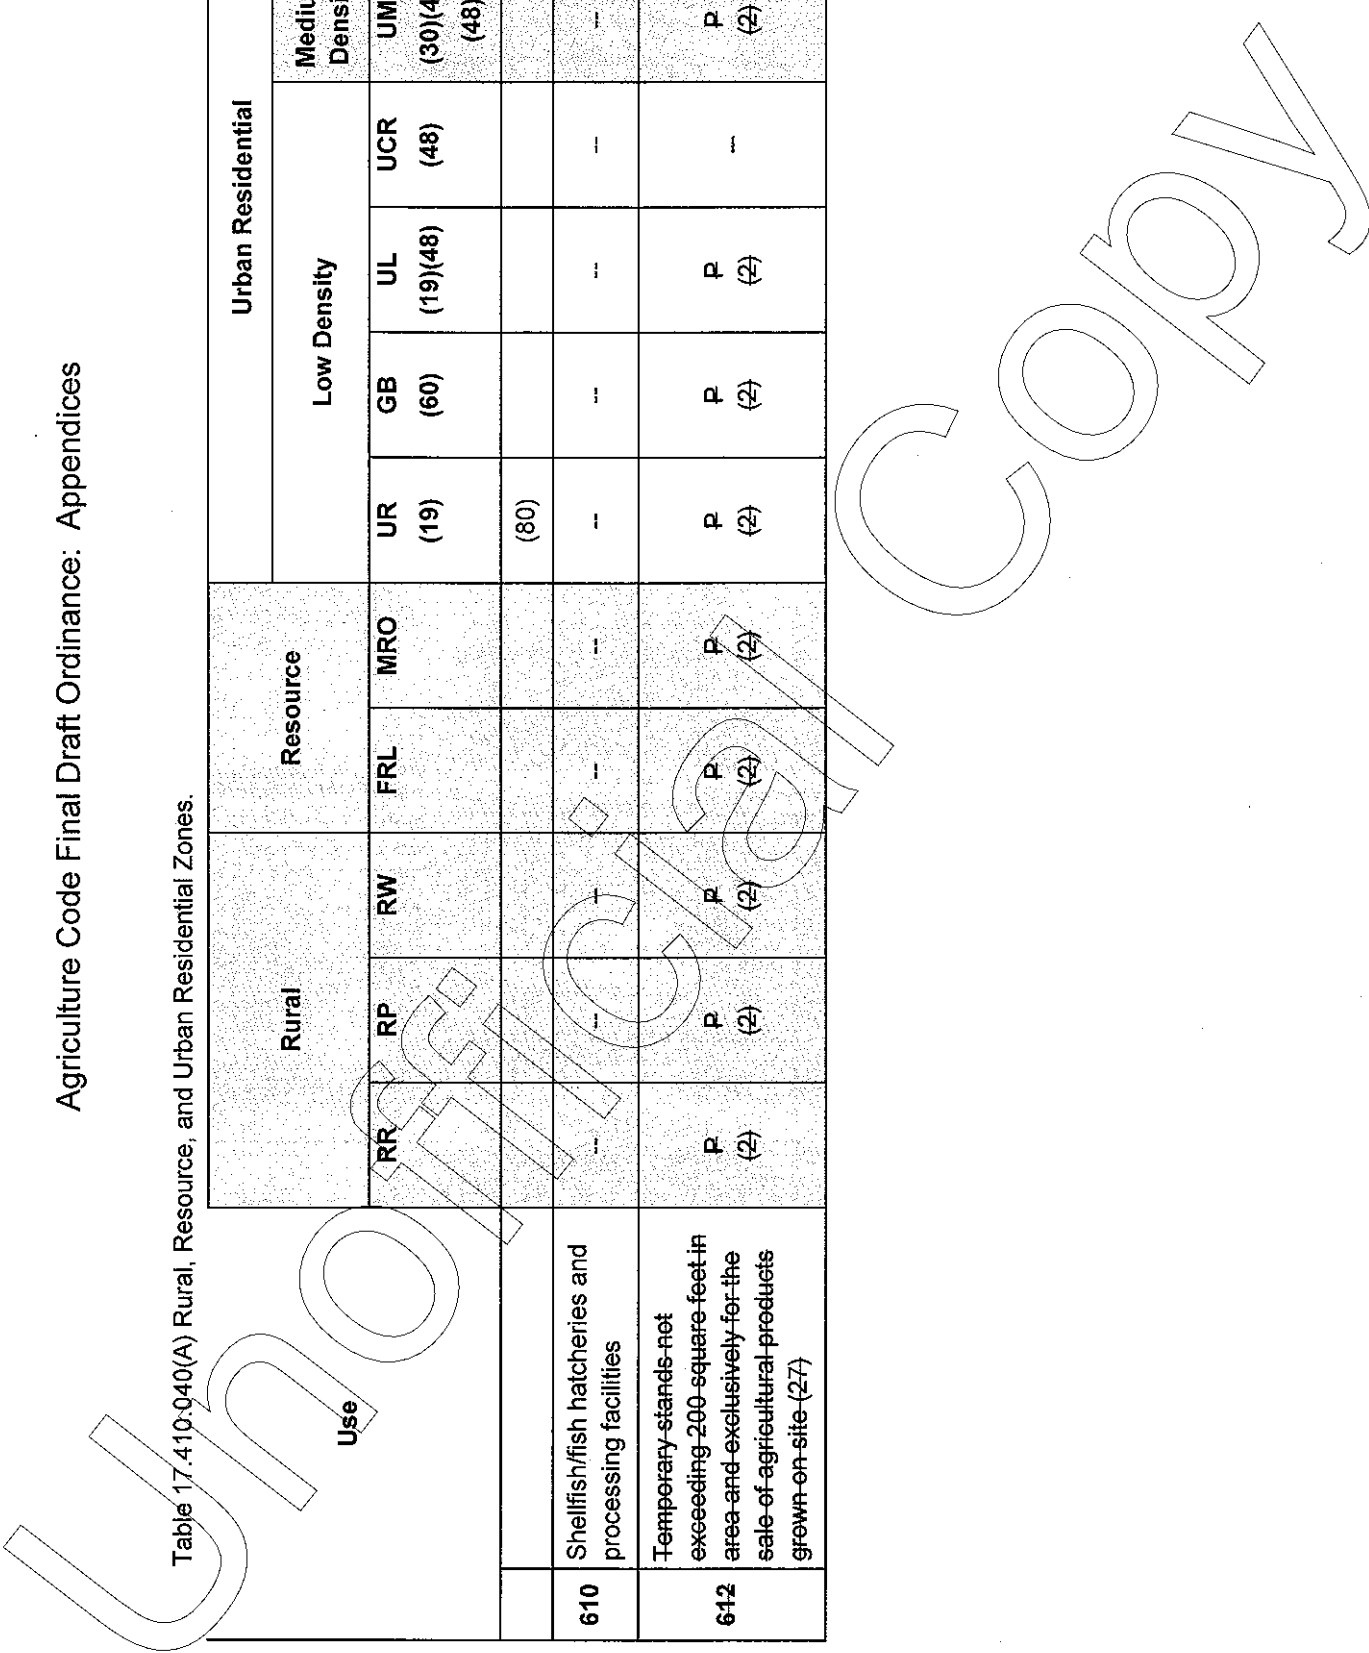 Agriculture Code Final Draft Ordinance: Appendices
Table 17.410.040(A) Rural, Resource, and Urban Residential Zones.
Use
Rural
Resource
Urban Residential
Low Density
RR
RP
RW
FRL
MRO
UR
(19)
GB
(60)
UL
(19)(48)
UCR
(48)
UM
(48)
(80)
610
Shellfish/fish hatcheries and
processing facilities
-- -- -- -- -- -- -- -- -- --
612
Temporary stands not
exceeding 200 square feet in
area and exclusively for the
sale of agricultural products
grown on site (27)
P P P P P P P P -- P
(2) (2) (2) (2) (2) (2) (2) (2) (2)
Unofficial Copy